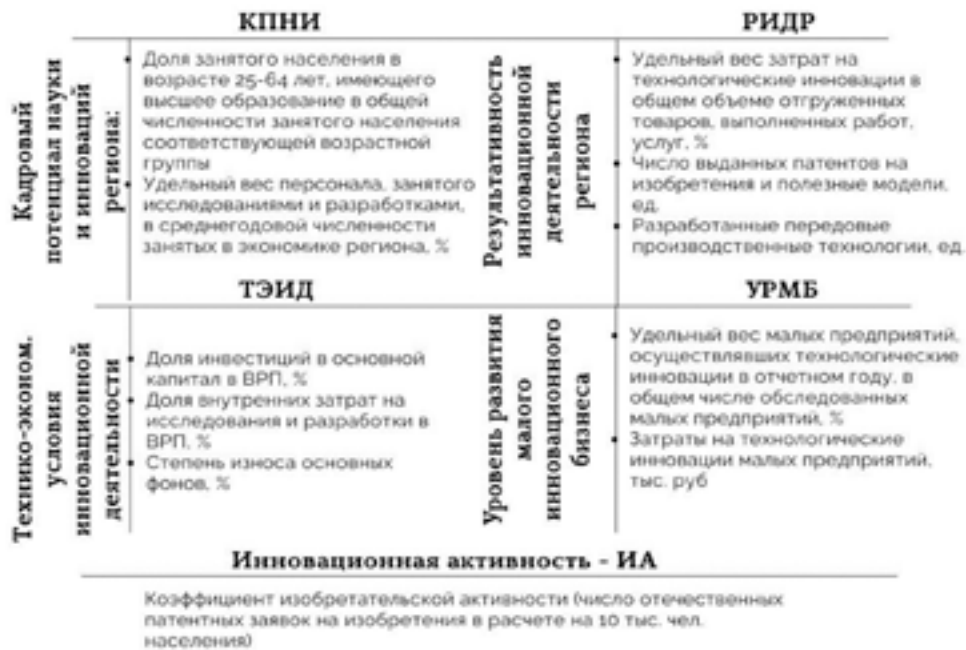 КПНИ
Кадровый
потенциал науки
и инноваций
региона:
Доля занятого населения в
возрасте 25-64 лет, имеющего
высшее образование в общей
численности занятого населения
соответствующей возрастной
группы
Удельный вес персонала, занятого
исследованиями и разработками,
в среднегодовой численности
занятых в экономике региона, %
РИДР
Результативность
инновационной
деятельности
региона
Удельный вес затрат на
технологические инновации в
общем объеме отгруженных
товаров, выполненных работ,
услуг, %
Число выданных патентов на
изобретения и полезные модели,
ед.
Разработанные передовые
производственные технологии, ед.
ТЭИД
Технико-эконом.
условия
инновационной
деятельности
Доля инвестиций в основной
капитал в ВРП, %
Доля внутренних затрат на
исследования и разработки в
ВРП, %
Степень износа основных
фонов, %
УРМБ
Уровень развития
малого
инновационного
бизнеса
Удельный вес малых предприятий,
осуществлявших технологические
инновации в отчетном году, в
общем числе обследованных
малых предприятий, %
Затраты на технологические
инновации малых предприятий,
тыс. руб
Инновационная активность - ИА
Коэффициент изобретательской активности (число отечественных
патентных заявок на изобретения в расчете на 10 тыс. чел.
населения)